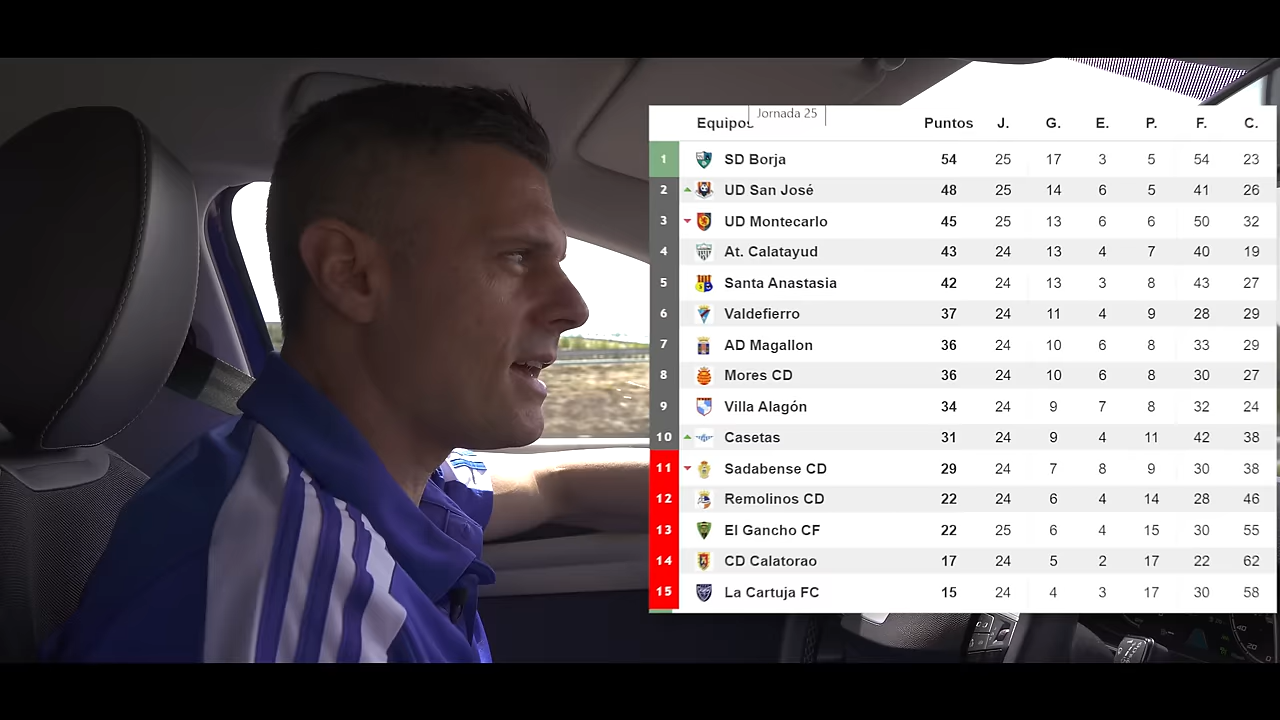 Jornada 25
Equipos Puntos J. G. E. P. F. C.
1 SD Borja 54 25 17 3 5 54 23
2 UD San José 48 25 14 6 5 41 26
3 UD Montecarlo 45 25 13 6 6 50 32
4 At. Calatayud 43 24 13 4 7 40 19
5 Santa Anastasia 42 24 13 3 8 43 27
6 Valdefierro 37 24 11 4 9 28 29
7 AD Magallon 36 24 10 6 8 33 29
8 Mores CD 36 24 10 6 8 30 27
9 Villa Alagón 34 24 9 7 8 32 24
10 Casetas 31 24 9 4 11 42 38
11 Sadabense CD 29 24 7 8 9 30 38
12 Remolinos CD 22 24 6 4 14 28 46
13 El Gancho CF 22 25 6 4 15 30 55
14 CD Calatorao 17 24 5 2 17 22 62
15 La Cartuja FC 15 24 4 3 17 30 58